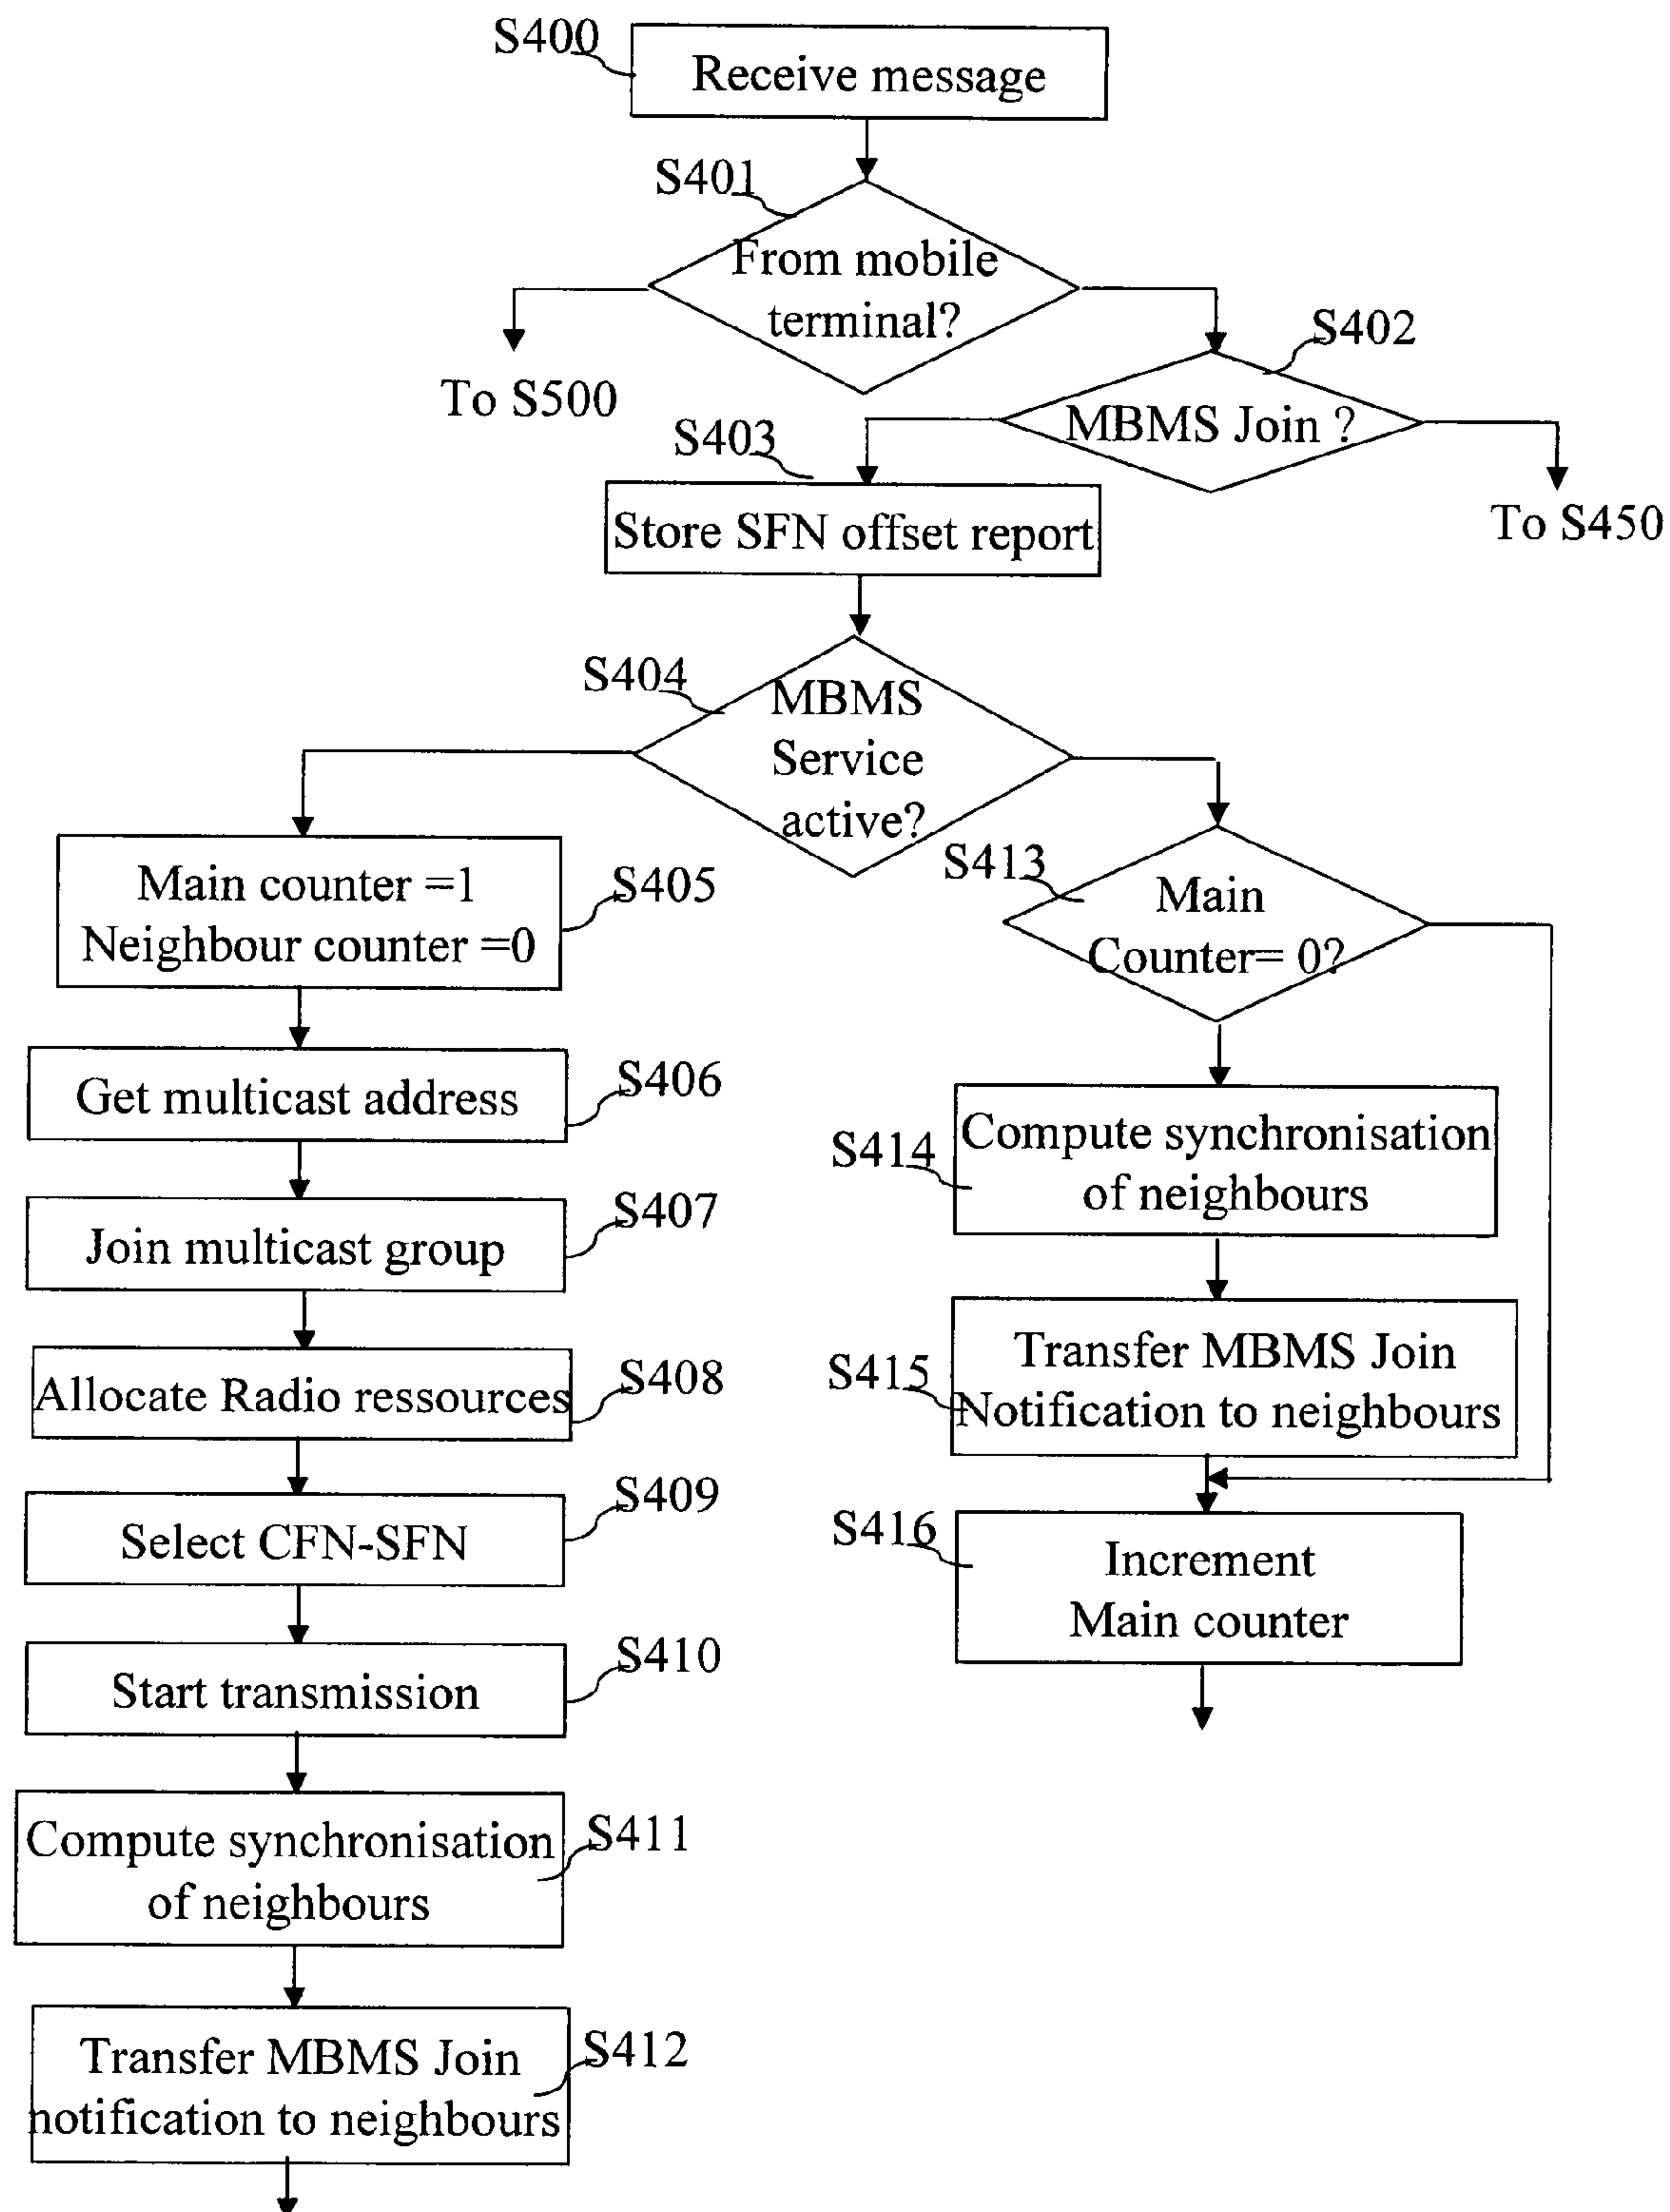 S400
Receive message
S401
From mobile
terminal?
To S500
S402
MBMS Join ?
To S450
S403
Store SFN offset report
S404
MBMS
Service
active?
Main counter =1
Neighbour counter =0
S405
Get multicast address
S406
Join multicast group
S407
Allocate Radio ressources
S408
Select CFN-SFN
S409
Start transmission
S410
Compute synchronisation
of neighbours
S411
Transfer MBMS Join
notification to neighbours
S412
S413
Main
Counter= 0?
S414
Compute synchronisation
of neighbours
S415
Transfer MBMS Join
Notification to neighbours
S416
Increment
Main counter